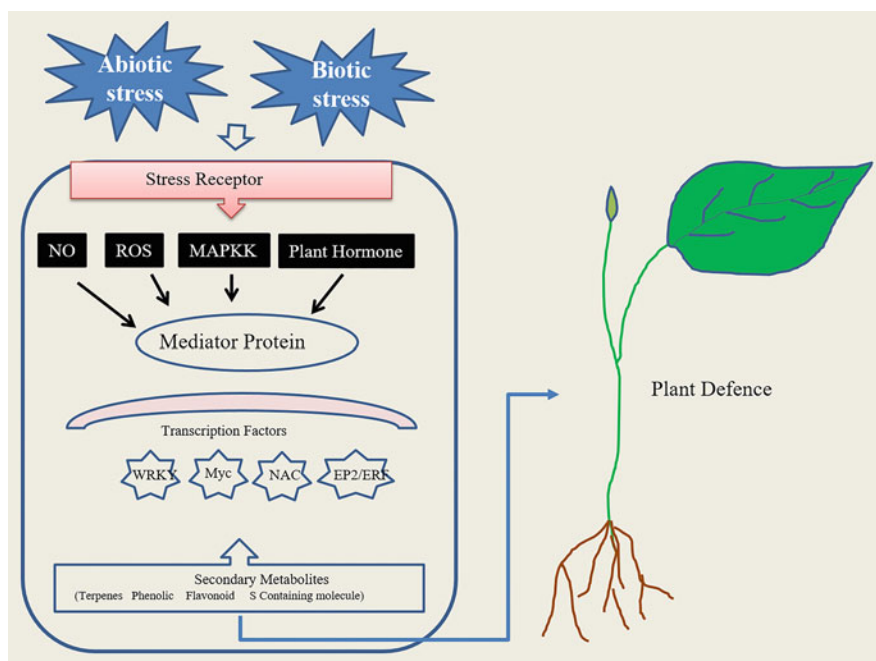 Abiotic
stress
Biotic
stress
Stress Receptor
NO ROS MAPKK Plant Hormone
Mediator Protein
Transcription Factors
WRKY Myc NAC EP2/ERF
Secondary Metabolites
(Terpenes Phenolic Flavonoid S Containing molecule)
Plant Defence